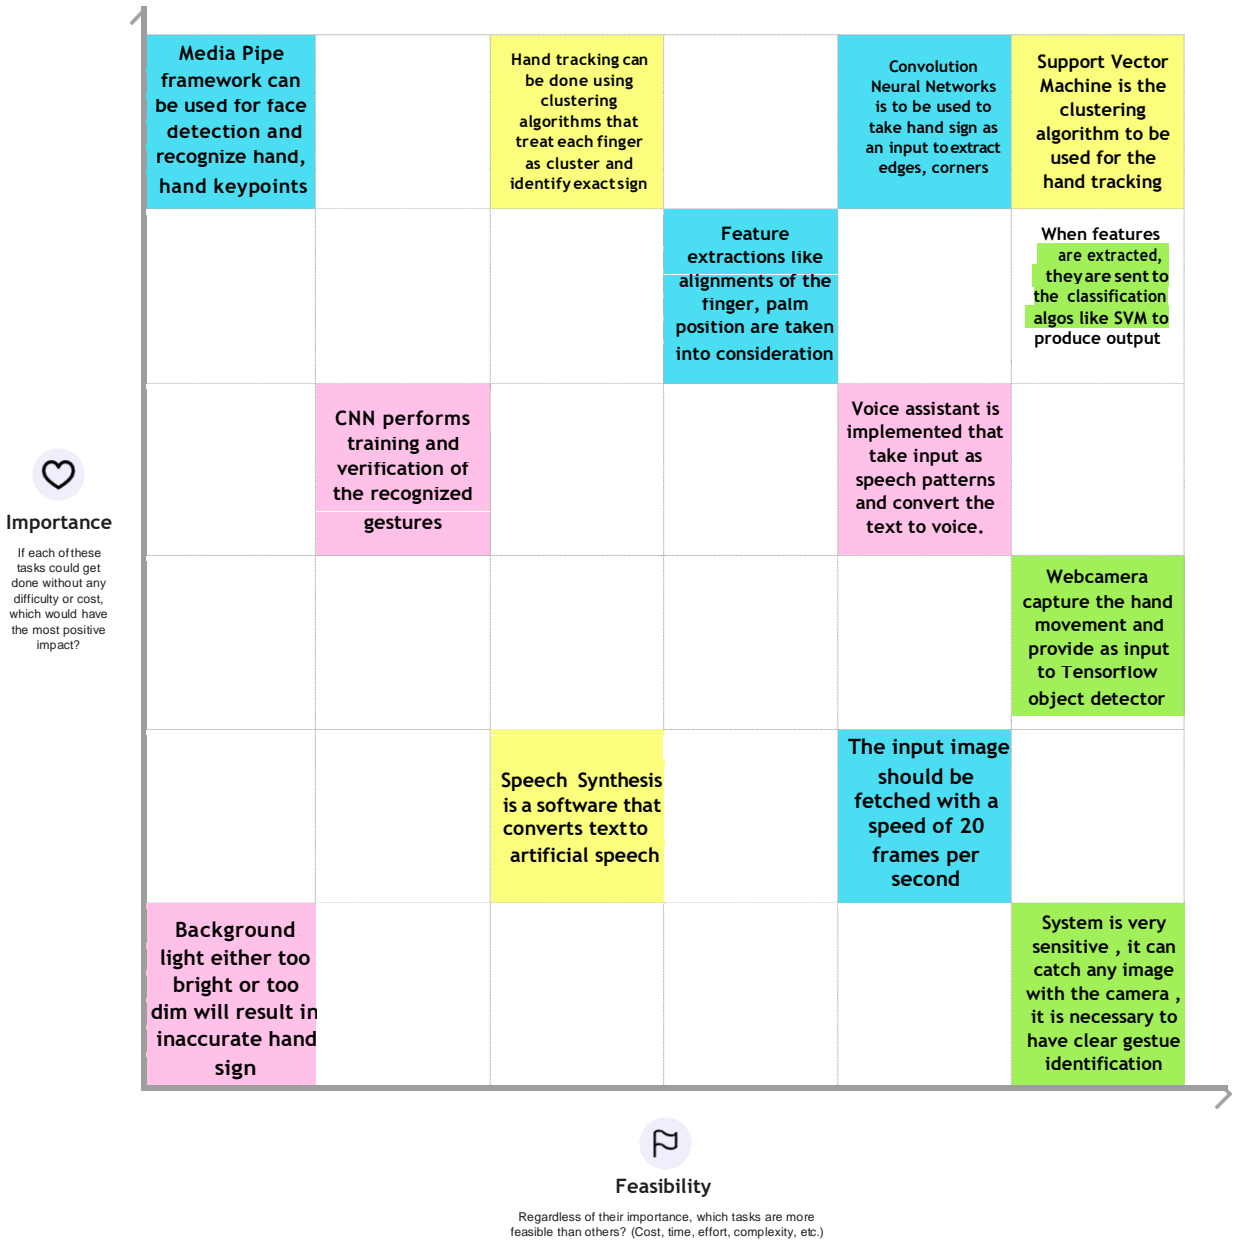 Media Pipe
framework can
be used for face
detection and
recognize hand,
hand keypoints
Hand tracking can
be done using
clustering
algorithms that
treat each finger
as cluster and
identify exact sign
Convolution
Neural Networks
is to be used to
take hand sign as
an input to extract
edges, corners
Support Vector
Machine is the
clustering
algorithm to be
used for the
hand tracking
Feature
extractions like
alignments of the
finger, palm
position are taken
into consideration
When features
are extracted,
they are sent to
the classification
algos like SVM to
produce output
CNN performs
training and
verification of
the recognized
gestures
Voice assistant is
implemented that
take input as
speech patterns
and convert the
text to voice.
Importance
If each of these
tasks could get
done without any
difficulty or cost,
which would have
the most positive
impact?
Webcamera
capture the hand
movement and
provide as input
to Tensorflow
object detector
Speech Synthesis
is a software that
converts text to
artificial speech
The input image
should be
fetched with a
speed of 20
frames per
second
Background
light either too
bright or too
dim will result in
inaccurate hand
sign
System is very
sensitive , it can
catch any image
with the camera ,
it is necessary to
have clear gestue
identification
Feasibility
Regardless of their importance, which tasks are more
feasible than others? (Cost, time, effort, complexity, etc.)